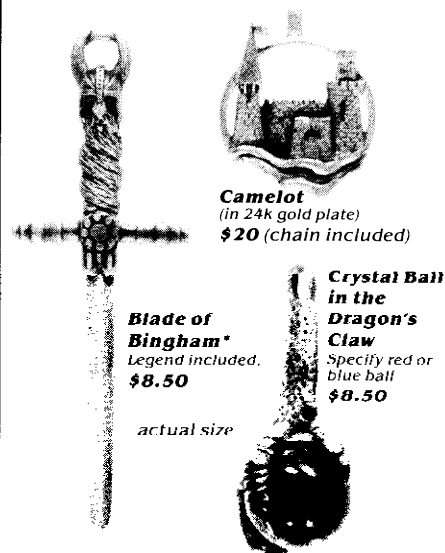 Camelot
(in 24k gold plate)
$20 (chain included)
Crystal Ball
in the
Dragon's
Claw
Specify red or
blue ball
$8.50
Blade of
Bingham*
Legend included.
$8.50
actual size